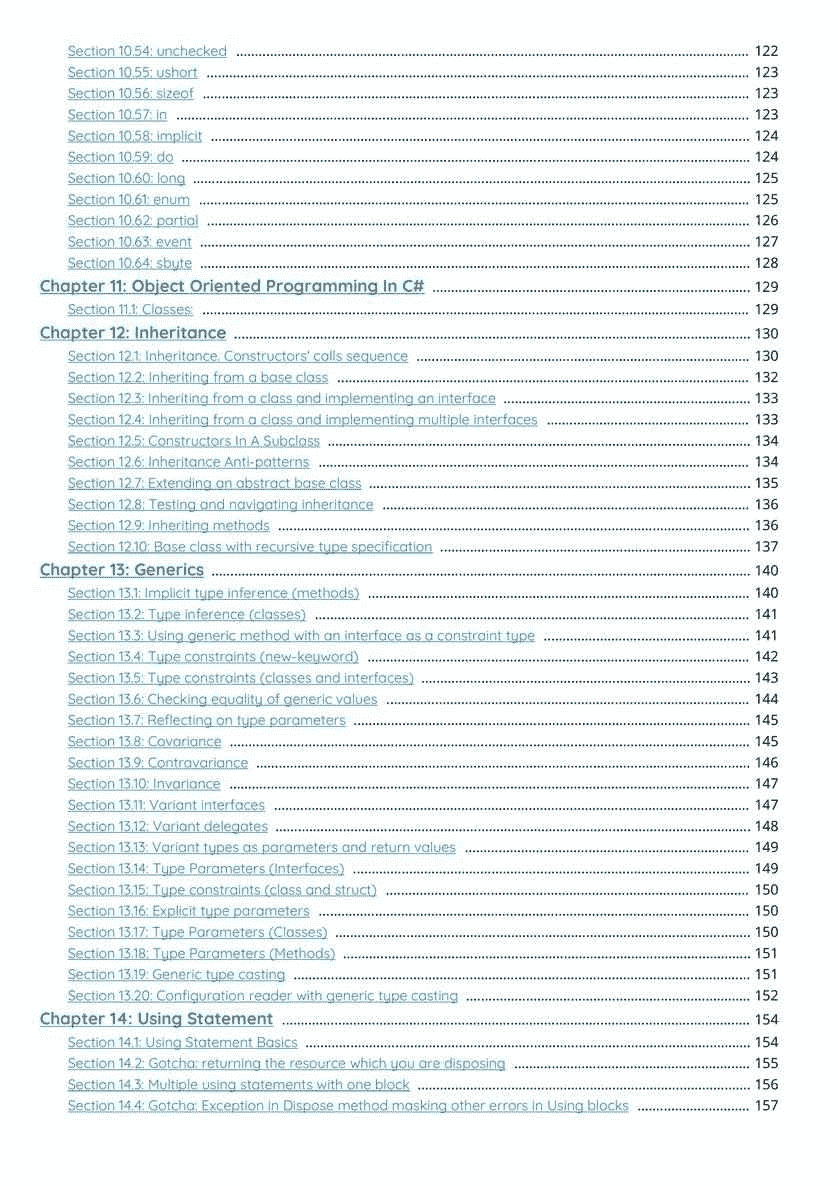 Section 10.54: unchecked ........ 122
Section 10.55: ushort ........ 123
Section 10.56: sizeof ........ 123
Section 10.57: in ........ 123
Section 10.58: implicit ........ 124
Section 10.59: do ........ 124
Section 10.60: long ........ 125
Section 10.61: enum ........ 125
Section 10.62: partial ........ 126
Section 10.63: event ........ 127
Section 10.64: sbyte ........ 128
Chapter 11: Object Oriented Programming In C# ........ 129
Section 11.1: Classes: ........ 129
Chapter 12: Inheritance ........ 130
Section 12.1: Inheritance. Constructors' calls sequence ........ 130
Section 12.2: Inheriting from a base class ........ 132
Section 12.3: Inheriting from a class and implementing an interface ........ 133
Section 12.4: Inheriting from a class and implementing multiple interfaces ........ 133
Section 12.5: Constructors In A Subclass ........ 134
Section 12.6: Inheritance Anti-patterns ........ 134
Section 12.7: Extending an abstract base class ........ 135
Section 12.8: Testing and navigating inheritance ........ 136
Section 12.9: Inheriting methods ........ 136
Section 12.10: Base class with recursive type specification ........ 137
Chapter 13: Generics ........ 140
Section 13.1: Implicit type inference (methods) ........ 140
Section 13.2: Type inference (classes) ........ 141
Section 13.3: Using generic method with an interface as a constraint type ........ 141
Section 13.4: Type constraints (new-keyword) ........ 142
Section 13.5: Type constraints (classes and interfaces) ........ 143
Section 13.6: Checking equality of generic values ........ 144
Section 13.7: Reflecting on type parameters ........ 145
Section 13.8: Covariance ........ 145
Section 13.9: Contravariance ........ 146
Section 13.10: Invariance ........ 147
Section 13.11: Variant interfaces ........ 147
Section 13.12: Variant delegates ........ 148
Section 13.13: Variant types as parameters and return values ........ 149
Section 13.14: Type Parameters (Interfaces) ........ 149
Section 13.15: Type constraints (class and struct) ........ 150
Section 13.16: Explicit type parameters ........ 150
Section 13.17: Type Parameters (Classes) ........ 150
Section 13.18: Type Parameters (Methods) ........ 151
Section 13.19: Generic type casting ........ 151
Section 13.20: Configuration reader with generic type casting ........ 152
Chapter 14: Using Statement ........ 154
Section 14.1: Using Statement Basics ........ 154
Section 14.2: Gotcha: returning the resource which you are disposing ........ 155
Section 14.3: Multiple using statements with one block ........ 156
Section 14.4: Gotcha: Exception in Dispose method masking other errors in Using blocks ........ 157